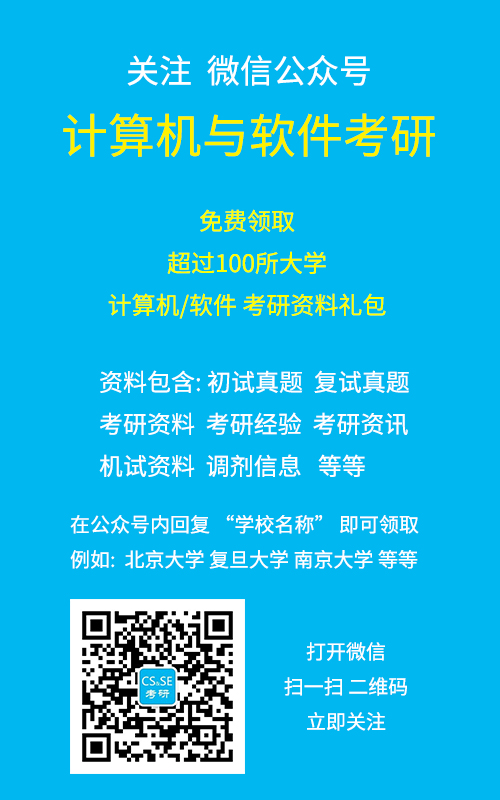 关注 微信公众号
计算机与软件考研
免费领取
超过100所大学
计算机/软件 考研资料礼包
资料包含: 初试真题 复试真题
考研资料 考研经验 考研资讯
机试资料 调剂信息 等等
在公众号内回复 “学校名称” 即可领取
例如: 北京大学 复旦大学 南京大学 等等
CS&SE
考研
打开微信
扫一扫 二维码
立即关注